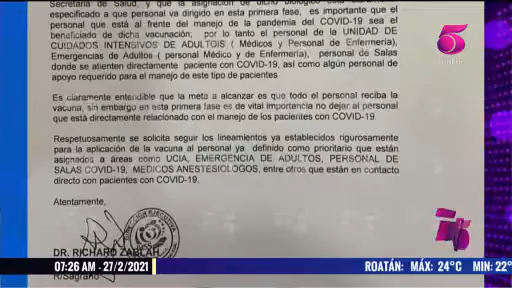 Secretaria de Salud, y que la asignación de dicho biológico
especificado a que personal va dirigido en esta primera fase, es importante que el
personal que está al frente del manejo de la pandemia del COVID-19 sea el
beneficiado de dicha vacunación; por lo tanto el personal de la UNIDAD DE
CUIDADOS INTENSIVOS DE ADULTOIS ( Médicos y Personal de Enfermería),
Emergencias de Adultos ( personal Médico y de Enfermería), personal de Salas
donde se atienten directamente paciente con COVID-19, así como algún personal de
apoyo requerido para el manejo de este tipo de pacientes
Es claramente entendible que la meta a alcanzar es que todo el personal reciba la
vacuna, sin embargo en esta primera fase es de vital importancia no dejar al personal
que está directamente relacionado con el manejo de los pacientes con COVID-19.
Respetuosamente se solicita seguir los lineamientos ya establecidos rigurosamente
para la aplicación de la vacuna al personal ya definido como prioritario que están
asignados a áreas como UCIA, EMERGENCIA DE ADULTOS, PERSONAL DE
SALAS COVID-19, MEDICOS ANESTESIOLOGOS, entre otros que están en contacto
directo con pacientes con COVID-19.
Atentamente,
DR. RICHARD ZABLAH
R/Sagrario
5
07:26 AM - 27/2/2021
ROATÁN: MÁX: 24°C MIN: 22°